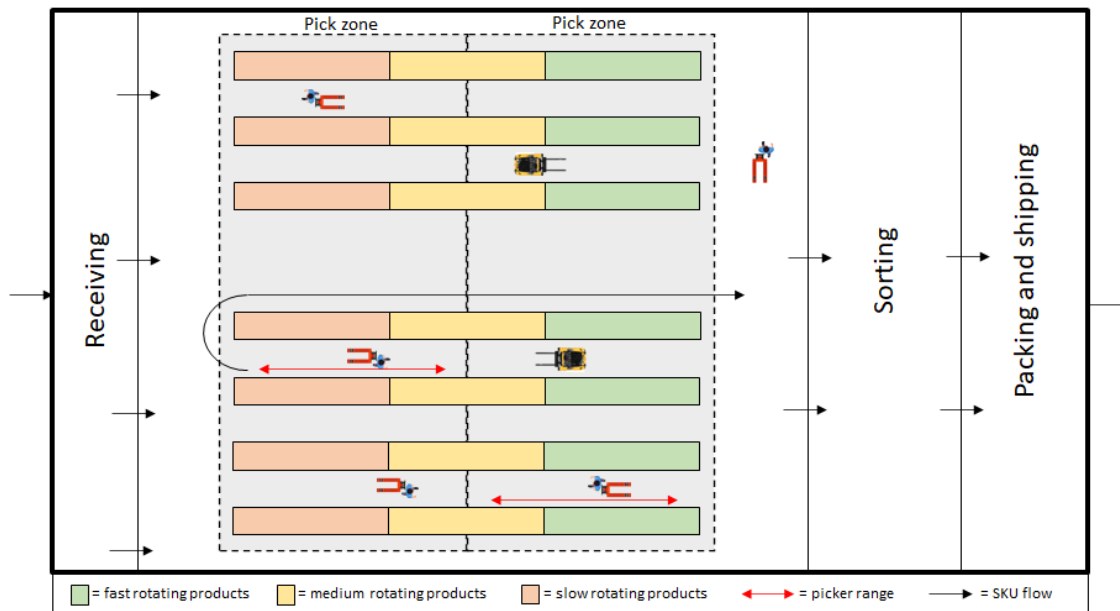 Pick zone
Pick zone
Receiving
Sorting
Packing and shipping
= fast rotating products
= medium rotating products
= slow rotating products
= picker range
= SKU flow